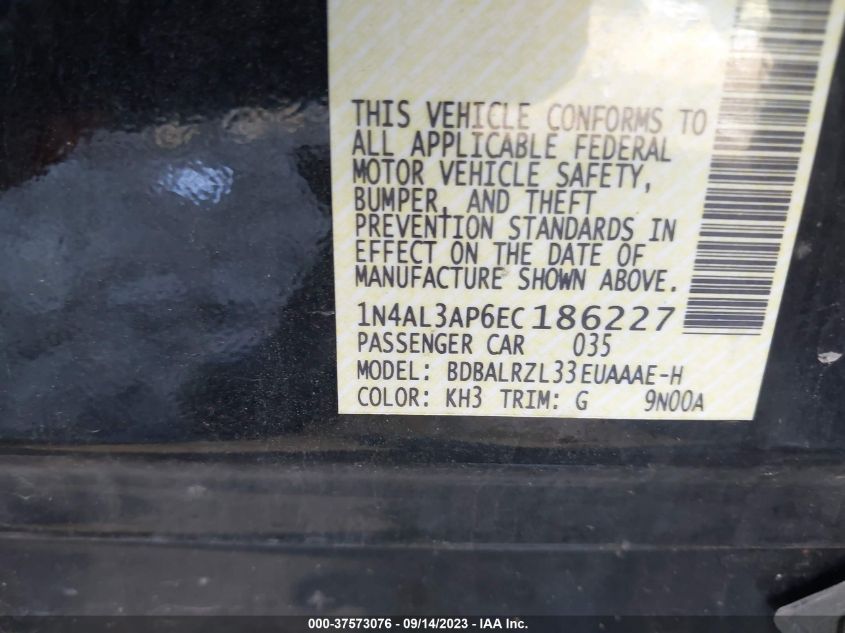 THIS VEHICLE CONFORMS TO
ALL APPLICABLE FEDERAL
MOTOR VEHICLE SAFETY,
BUMPER, AND THEFT
PREVENTION STANDARDS IN
EFFECT ON THE DATE OF
MANUFACTURE SHOWN ABOVE.
1N4AL3AP6EC186227
PASSENGER CAR 035
MODEL: BDBALRZL33EUAAAE-H
COLOR: KH3 TRIM: G 9N00A
000-37573076 - 09/14/2023 - IAA Inc.